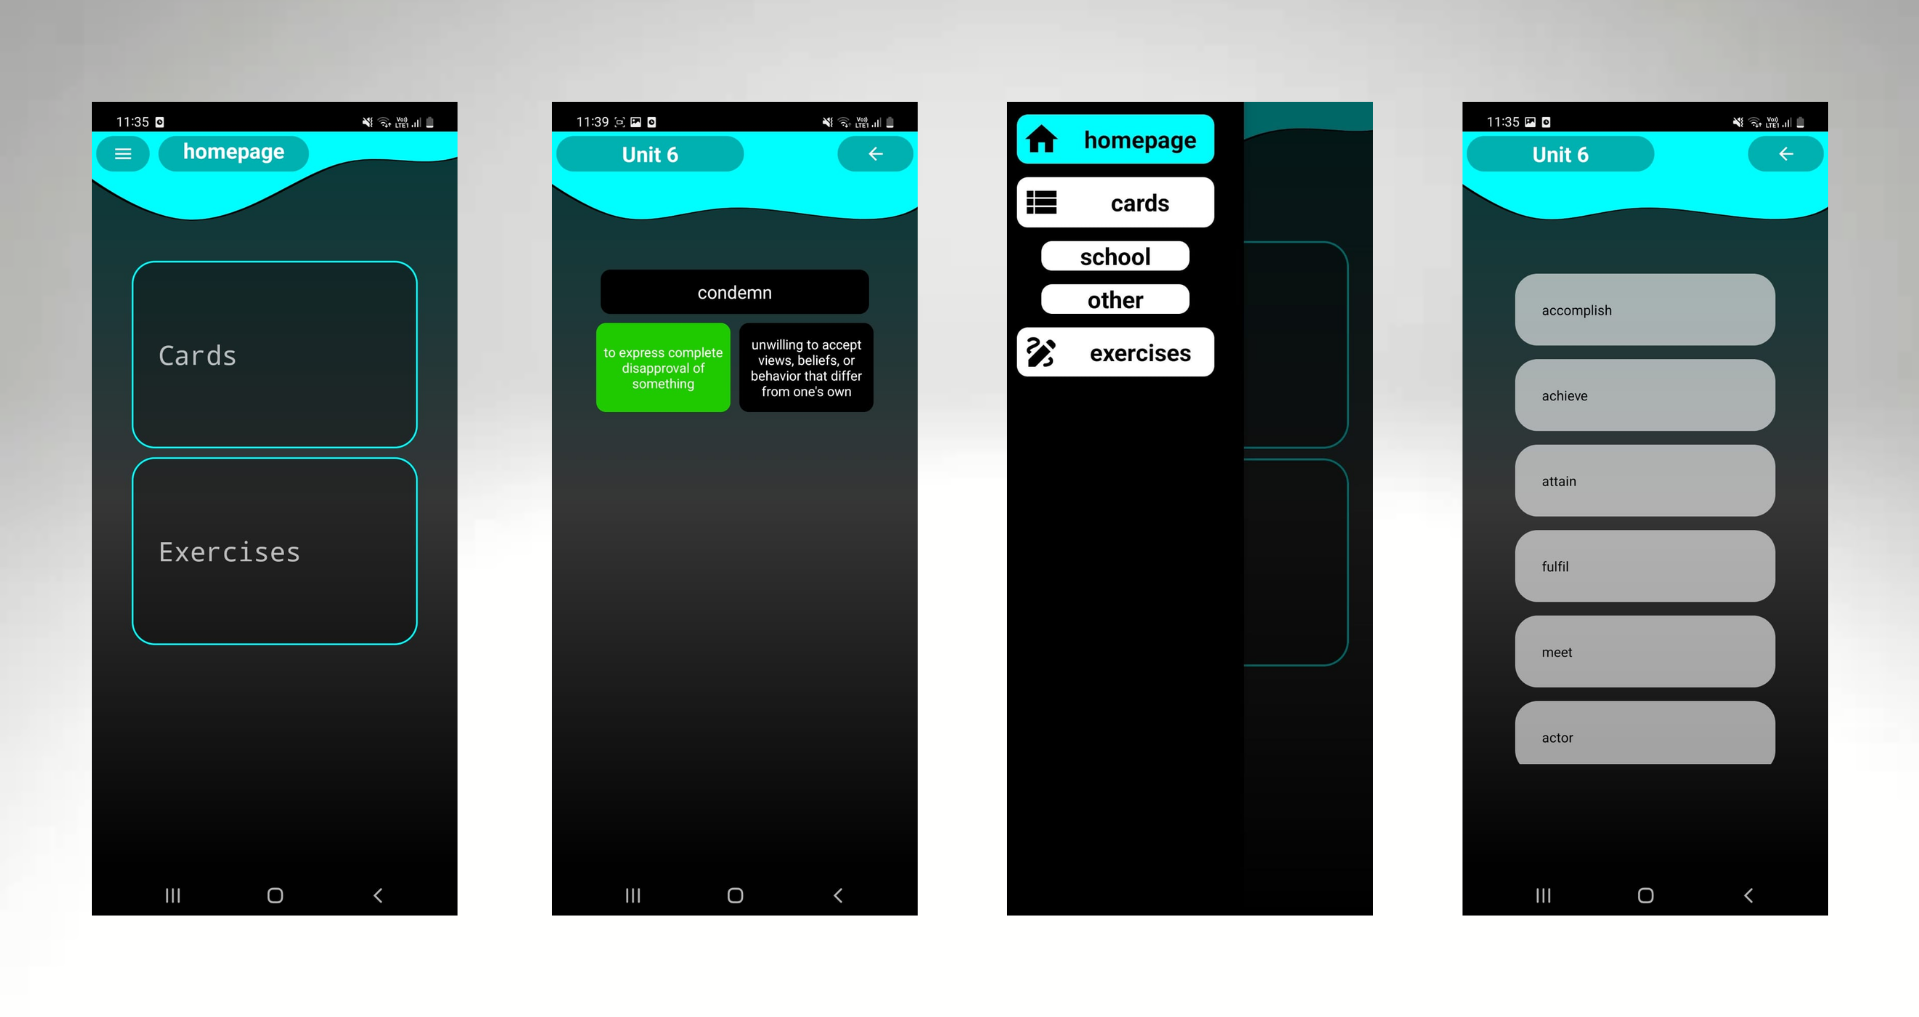 11:35
homepage
Cards
Exercises
11:39
Unit 6
condemn
to express complete
disapproval of
something
unwilling to accept
views, beliefs, or
behavior that differ
from one's own
homepage
cards
school
other
exercises
11:35
Unit 6
accomplish
achieve
attain
fulfil
meet
actor